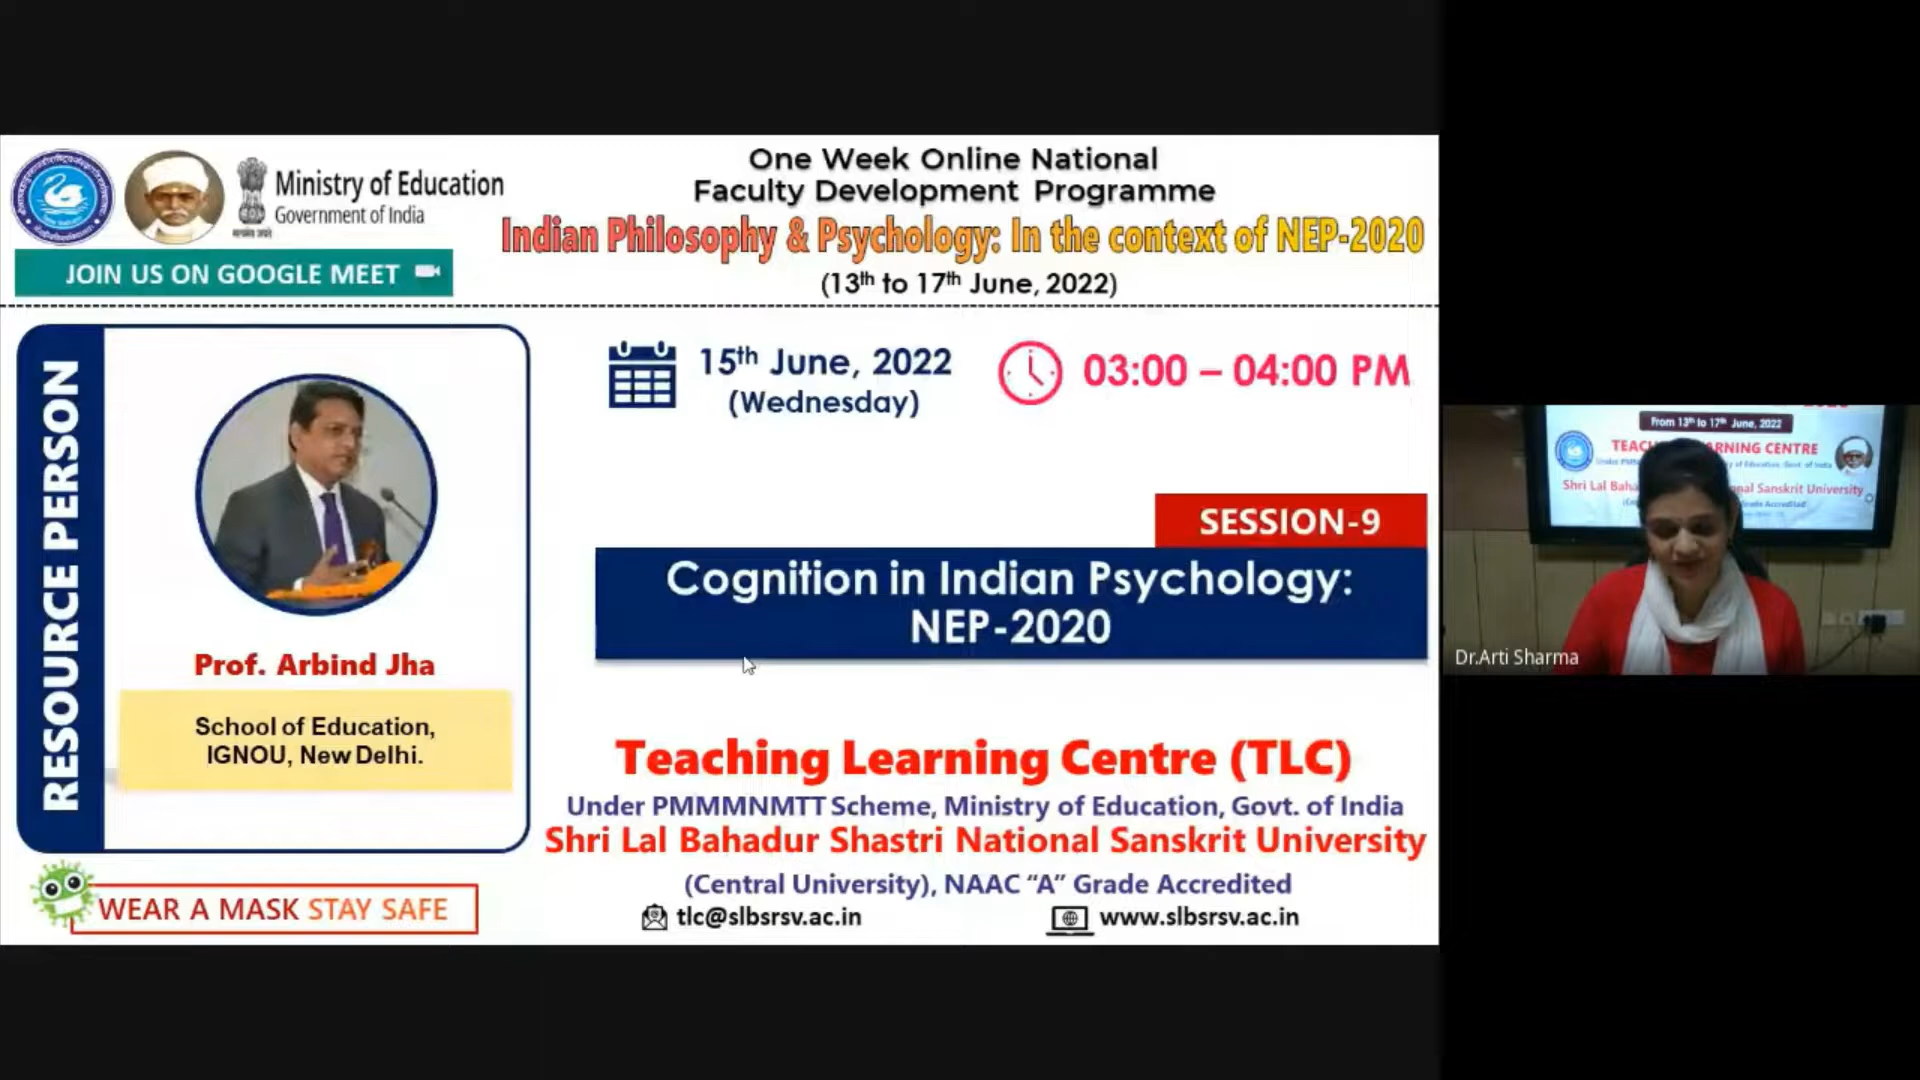 Ministry of Education
Government of India
JOIN US ON GOOGLE MEET
One Week Online National
Faculty Development Programme
Indian Philosophy & Psychology: In the context of NEP-2020
(13th to 17th June, 2022)
RESOURCE PERSON
Prof. Arbind Jha
School of Education,
IGNOU, New Delhi.
WEAR A MASK STAY SAFE
15th June, 2022
(Wednesday)
03:00 – 04:00 PM
SESSION-9
Cognition in Indian Psychology:
NEP-2020
Teaching Learning Centre (TLC)
Under PMMMNMTT Scheme, Ministry of Education, Govt. of India
Shri Lal Bahadur Shastri National Sanskrit University
(Central University), NAAC “A” Grade Accredited
tlc@slbsrsv.ac.in
www.slbsrsv.ac.in
From 13th to 17th June, 2022
CENTRE
Shri Lal
Sanskrit University
Dr.Arti Sharma